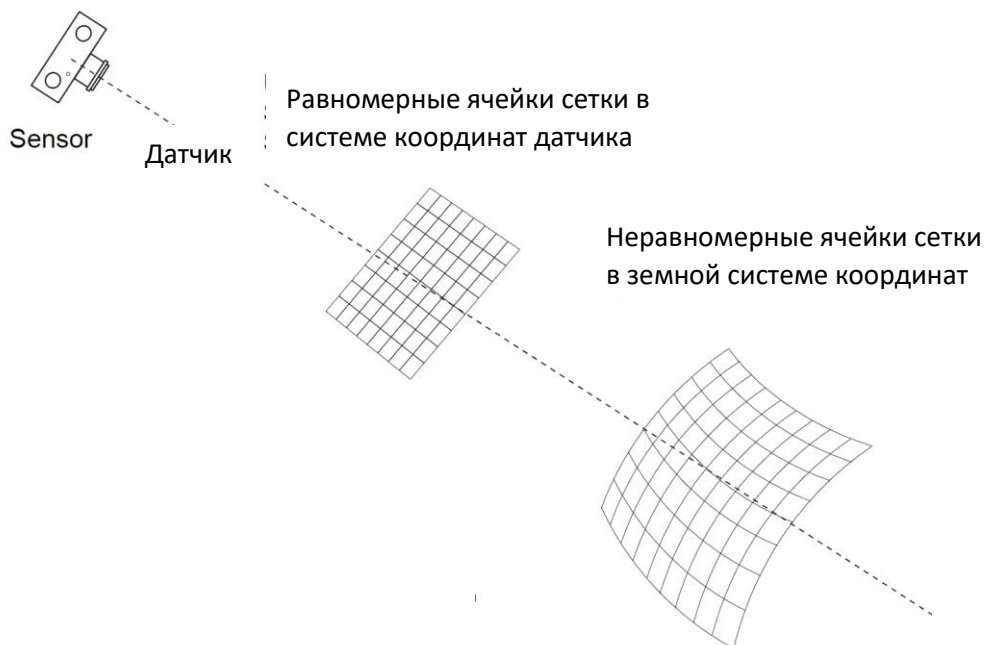 Sensor
Датчик
Равномерные ячейки сетки в
системе координат датчика
Неравномерные ячейки сетки
в земной системе координат